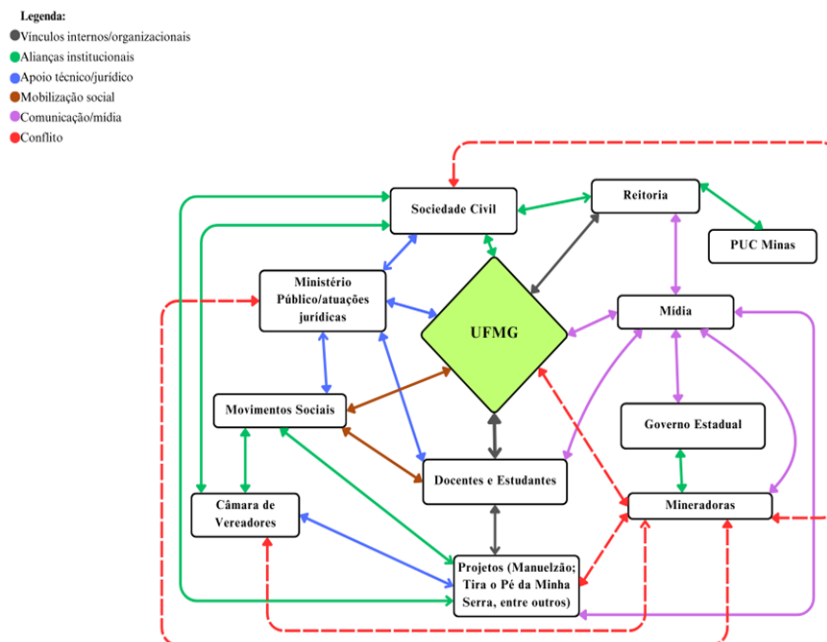 Legenda:
Vínculos internos/organizacionais
Alianças institucionais
Apoio técnico/jurídico
Mobilização social
Comunicação/mídia
Conflito
Sociedade Civil
Reitoria
PUC Minas
Ministério
Público/atuações
jurídicas
UFMG
Mídia
Movimentos Sociais
Governo Estadual
Docentes e Estudantes
Câmara de
Vereadores
Mineradoras
Projetos (Manuelzão;
Tira o Pé da Minha
Serra, entre outros)